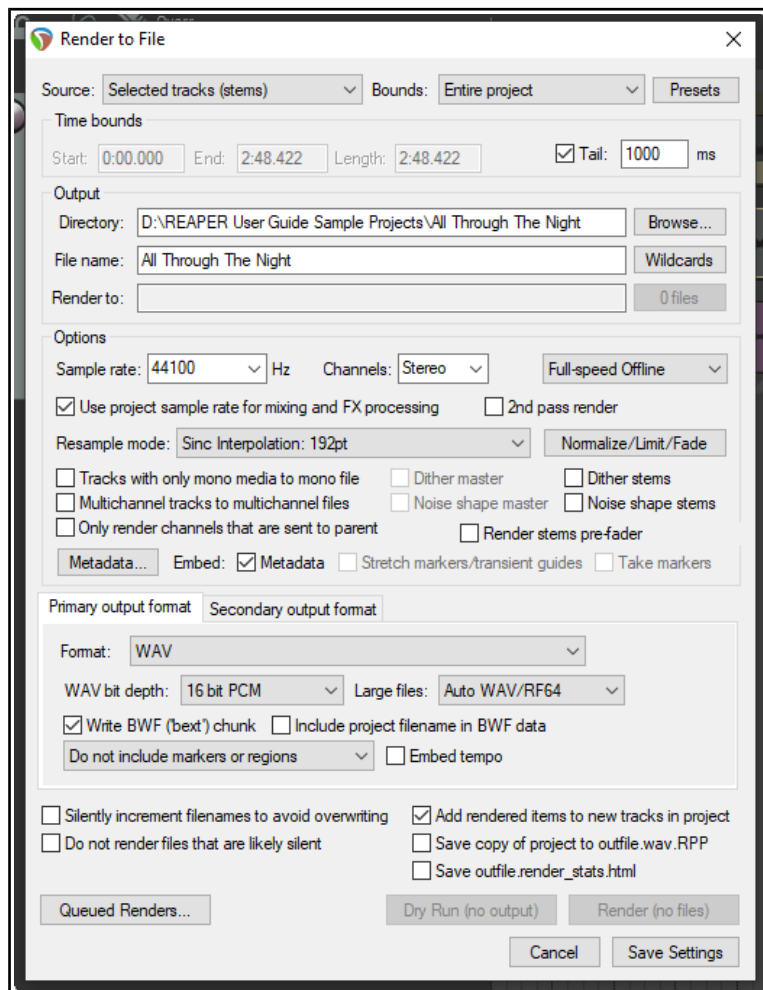 Render to File
Source: Selected tracks (stems) Bounds: Entire project Presets
Time bounds
Start: 0:00.000 End: 2:48.422 Length: 2:48.422 Tail: 1000 ms
Output
Directory: D:\REAPER User Guide Sample Projects\All Through The Night Browse...
File name: All Through The Night Wildcards
Render to: 0 files
Options
Sample rate: 44100 Hz Channels: Stereo Full-speed Offline
Use project sample rate for mixing and FX processing 2nd pass render
Resample mode: Sinc Interpolation: 192pt Normalize/Limit/Fade
Tracks with only mono media to mono file Dither master Dither stems
Multichannel tracks to multichannel files Noise shape master Noise shape stems
Only render channels that are sent to parent Render stems pre-fader
Metadata... Embed: Metadata Stretch markers/transient guides Take markers
Primary output format Secondary output format
Format: WAV
WAV bit depth: 16 bit PCM Large files: Auto WAV/RF64
Write BWF ('bext') chunk Include project filename in BWF data
Do not include markers or regions Embed tempo
Silently increment filenames to avoid overwriting Add rendered items to new tracks in project
Do not render files that are likely silent Save copy of project to outfile.wav.RPP
Save outfile.render_stats.html
Queued Renders... Dry Run (no output) Render (no files)
Cancel Save Settings